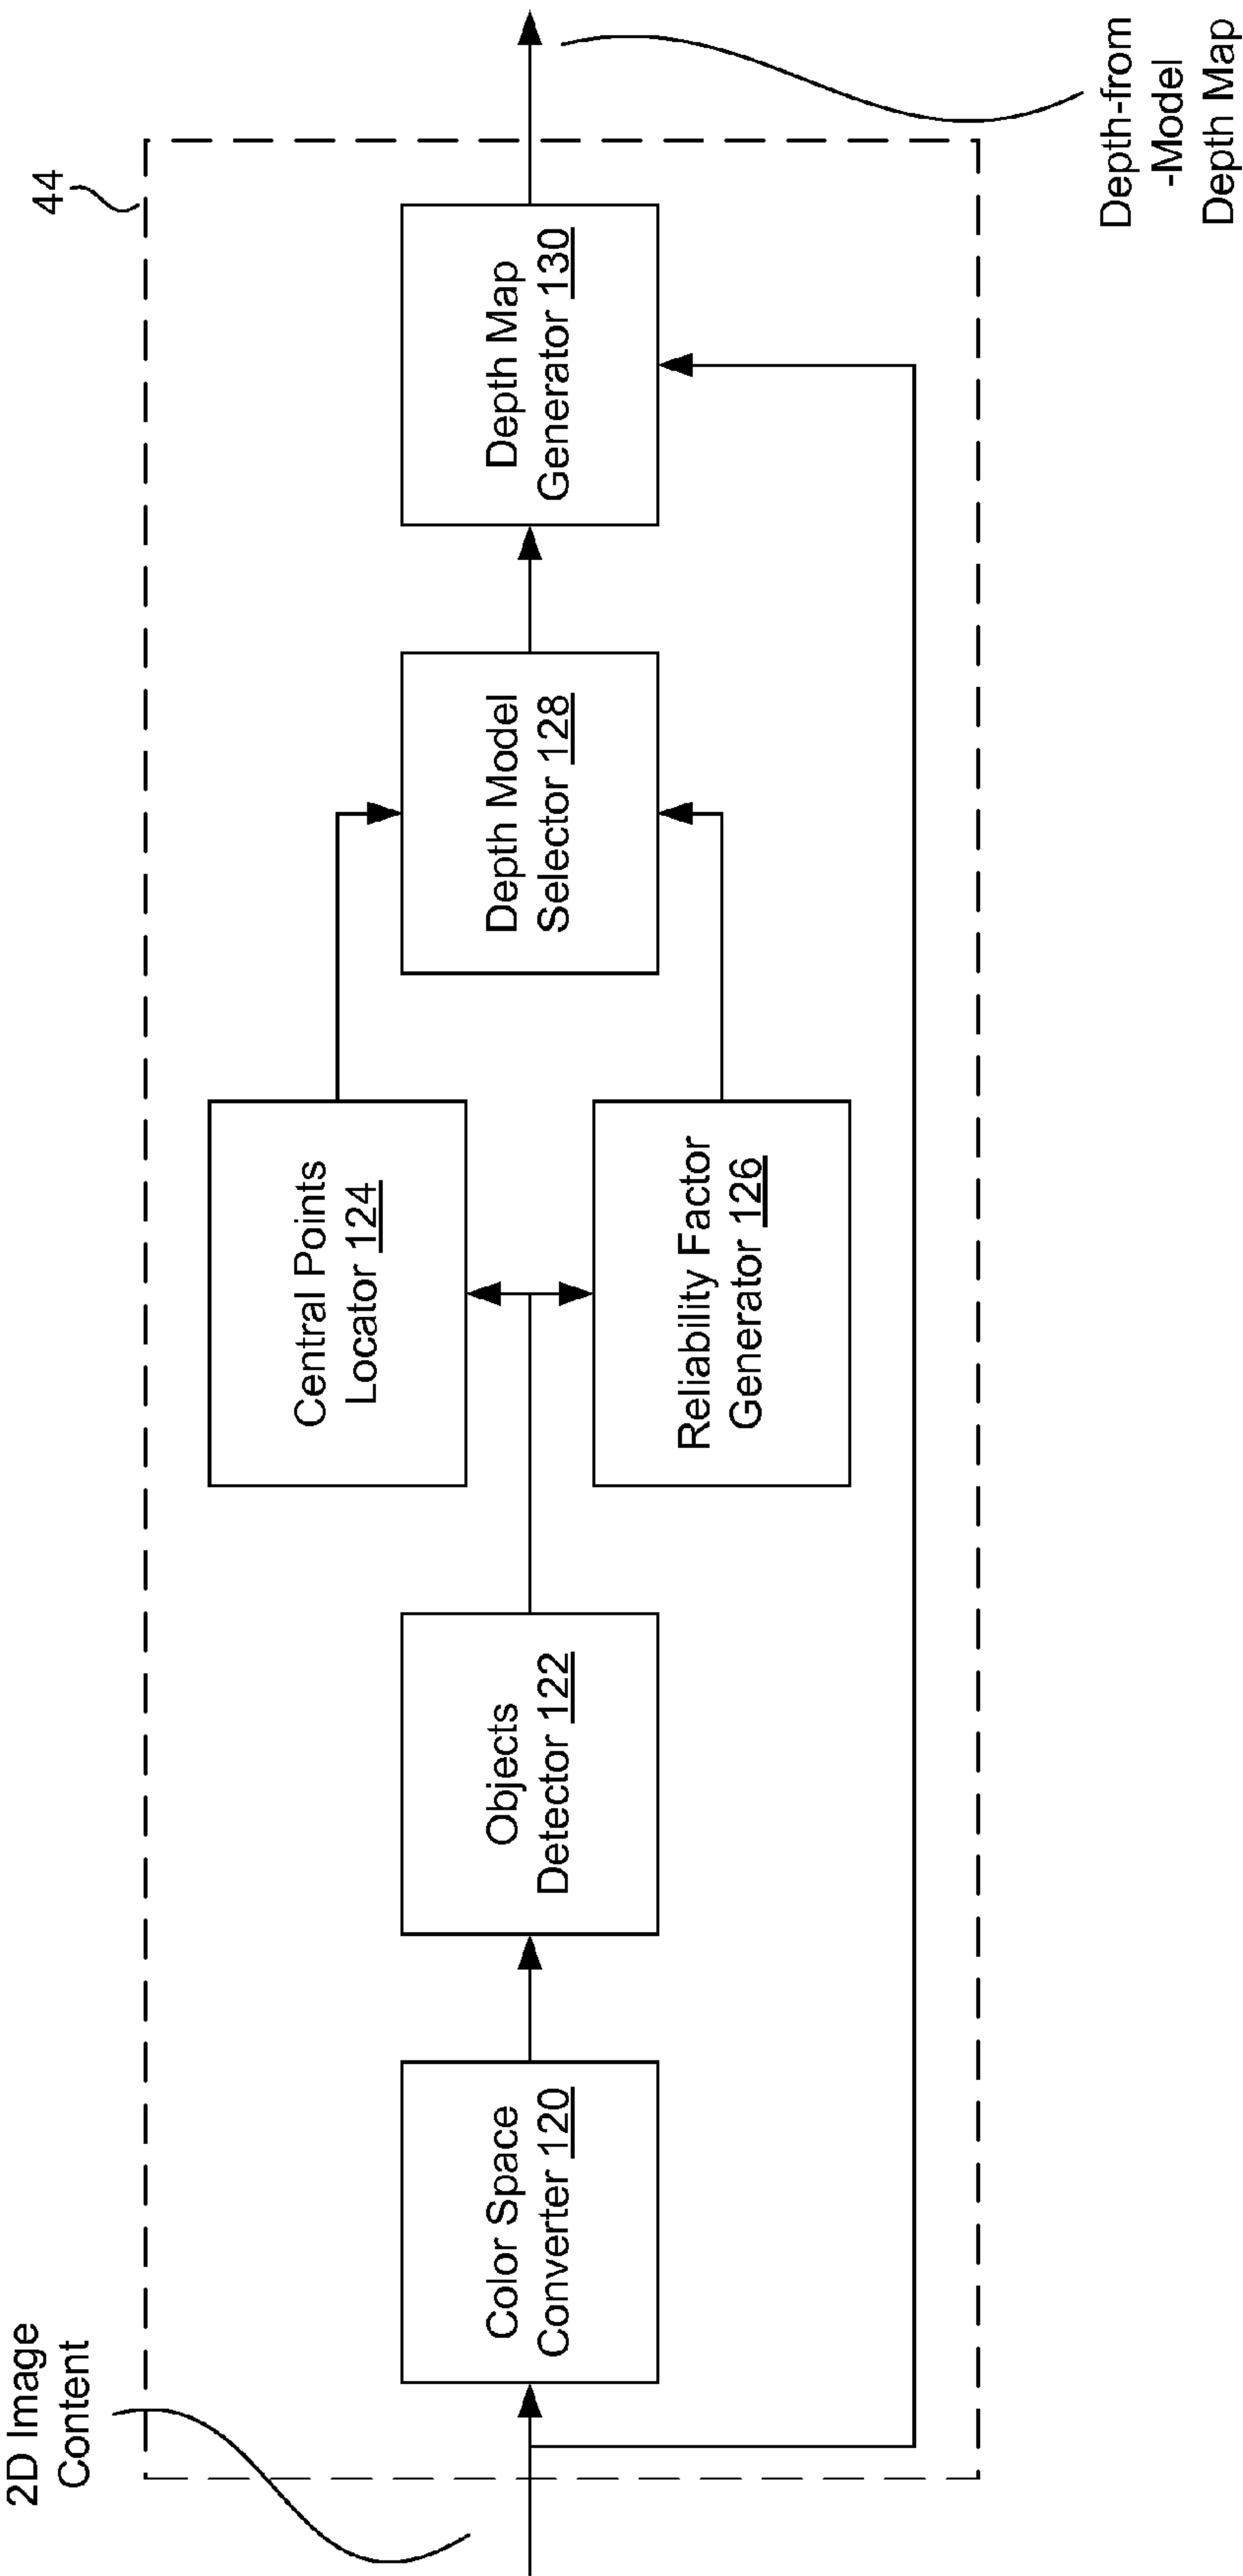 2D Image
Content
44
Color Space
Converter 120
Objects
Detector 122
Central Points
Locator 124
Reliability Factor
Generator 126
Depth Model
Selector 128
Depth Map
Generator 130
Depth-from
-Model
Depth Map